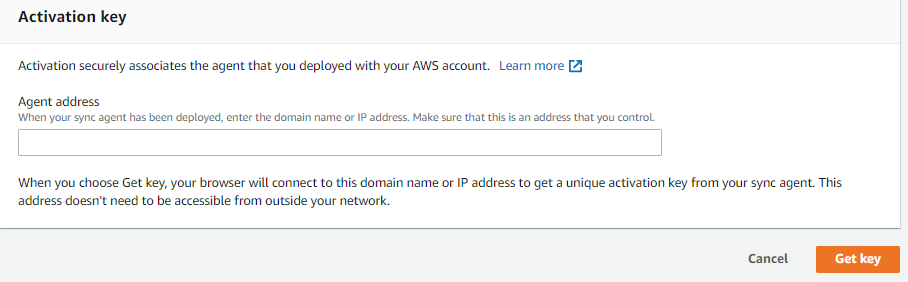 Activation key
Activation securely associates the agent that you deployed with your AWS account. Learn more
Agent address
When your sync agent has been deployed, enter the domain name or IP address. Make sure that this is an address that you control.
When you choose Get key, your browser will connect to this domain name or IP address to get a unique activation key from your sync agent. This
address doesn't need to be accessible from outside your network.
Cancel Get key